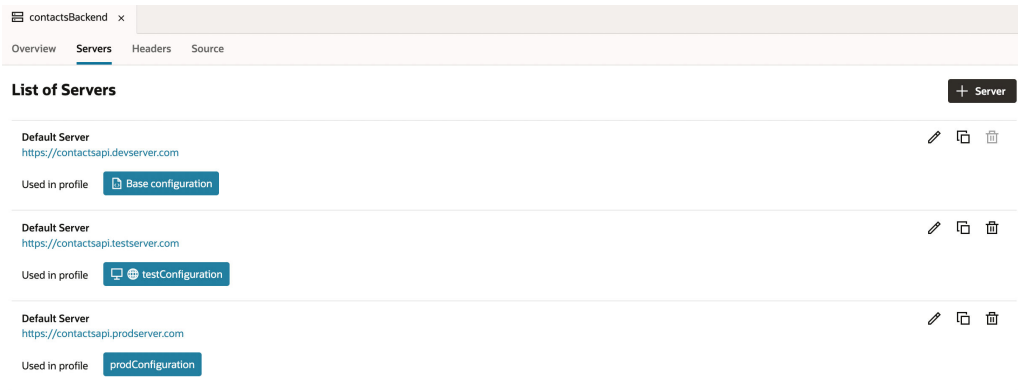 contactsBackend ×
Overview Servers Headers Source
List of Servers
+ Server
Default Server
https://contactsapi.devserver.com
Used in profile Base configuration
Default Server
https://contactsapi.testserver.com
Used in profile testConfiguration
Default Server
https://contactsapi.prodserver.com
Used in profile prodConfiguration